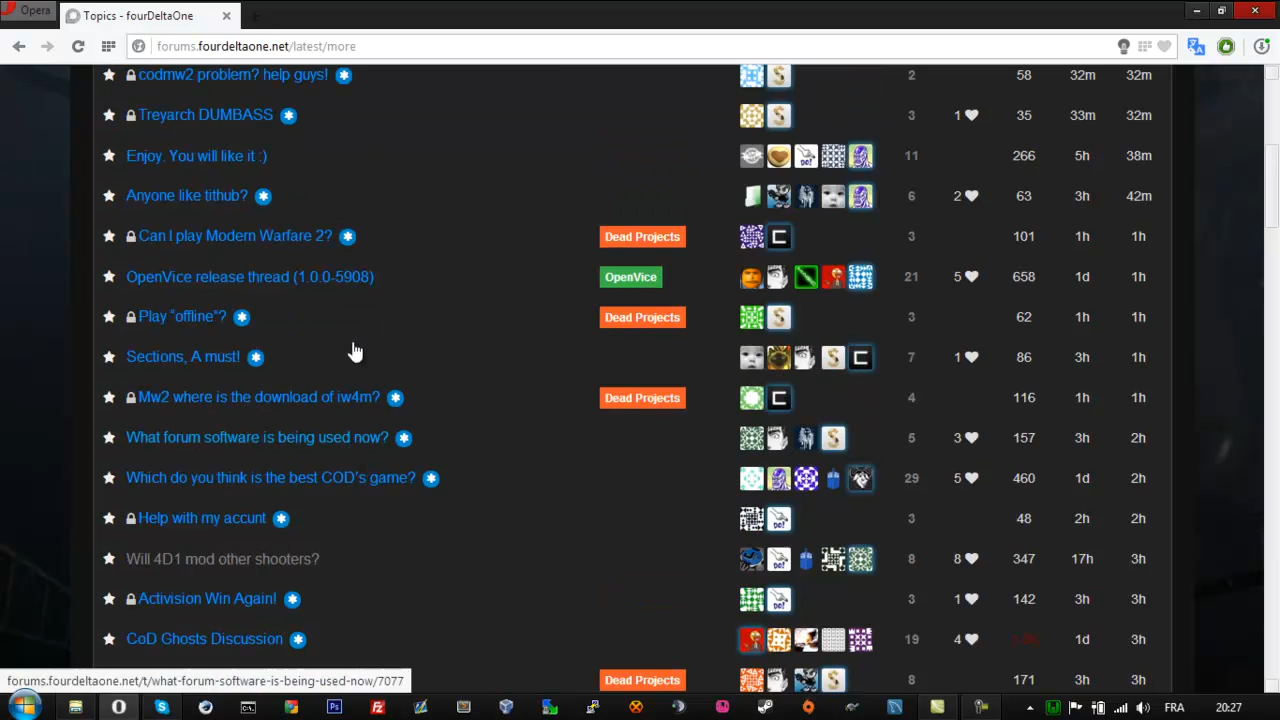 Opera
Topics - fourDeltaOne
forums.fourdeltaone.net/latest/more
codmw2 problem? help guys! 2 58 32m 32m
Treyarch DUMBASS 3 1 35 33m 32m
Enjoy. You will like it :) 11 266 5h 38m
Anyone like tithub? 6 2 63 3h 42m
Can I play Modern Warfare 2? Dead Projects 3 101 1h 1h
OpenVice release thread (1.0.0-5908) OpenVice 21 5 658 1d 1h
Play "offline"? Dead Projects 3 62 1h 1h
Sections, A must! 7 1 86 3h 1h
Mw2 where is the download of iw4m? Dead Projects 4 116 1h 1h
What forum software is being used now? 5 3 157 3h 2h
Which do you think is the best COD's game? 29 5 460 1d 2h
Help with my accunt 3 48 2h 2h
Will 4D1 mod other shooters? 8 8 347 17h 3h
Activision Win Again! 3 1 142 3h 3h
CoD Ghosts Discussion 19 4 1d 3h
Dead Projects 8 171 3h 3h
forums.fourdeltaone.net/t/what-forum-software-is-being-used-now/7077
FRA 20:27